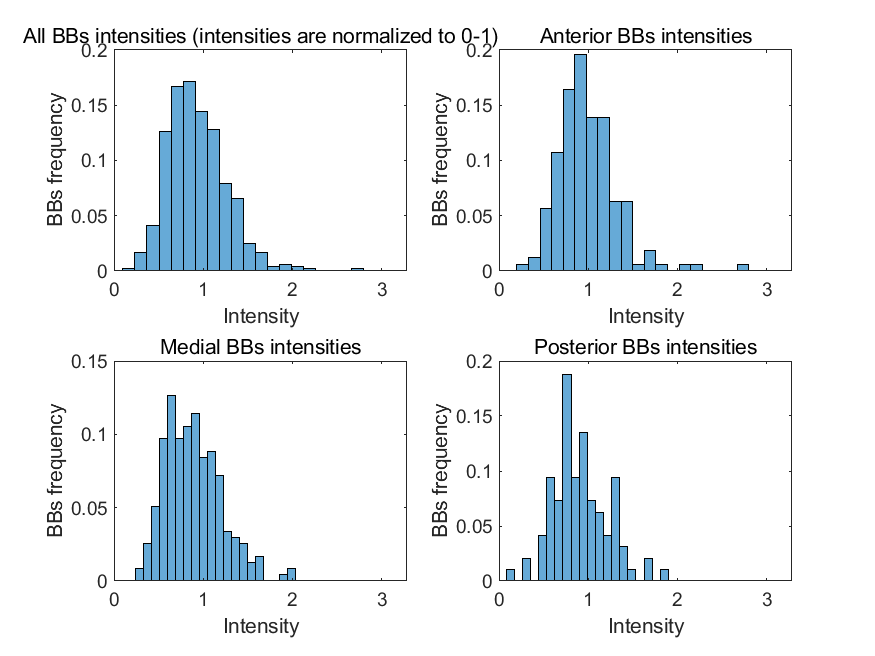 All BBs intensities (intensities are normalized to 0-1)
0.2
0.15
0.1
0.05
0
BBs frequency
0 1 2 3
Intensity
Anterior BBs intensities
0.2
0.15
0.1
0.05
0
BBs frequency
0 1 2 3
Intensity
Medial BBs intensities
0.15
0.1
0.05
0
BBs frequency
0 1 2 3
Intensity
Posterior BBs intensities
0.2
0.15
0.1
0.05
0
BBs frequency
0 1 2 3
Intensity